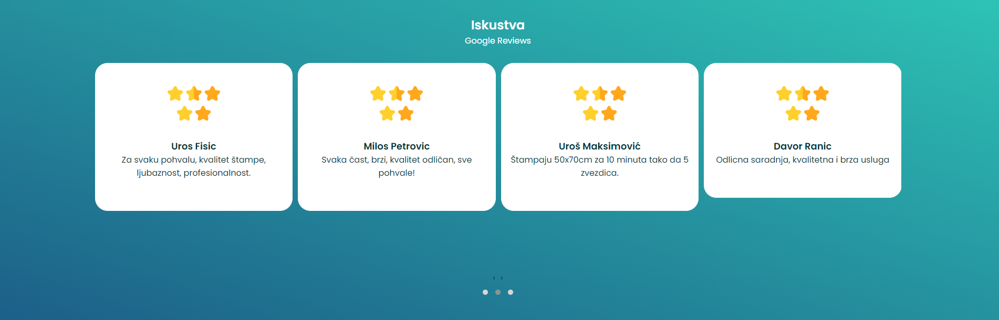 Iskustva
Google Reviews
Uros Fisic
Za svaku pohvalu, kvalitet štampe,
ljubaznost, profesionalnost.
Milos Petrovic
Svaka čast, brzi, kvalitet odličan, sve
pohvale!
Uroš Maksimović
Štampaju 50x70cm za 10 minuta tako da 5
zvezdica.
Davor Ranic
Odlicna saradnja, kvalitetna i brza usluga
‹ ›